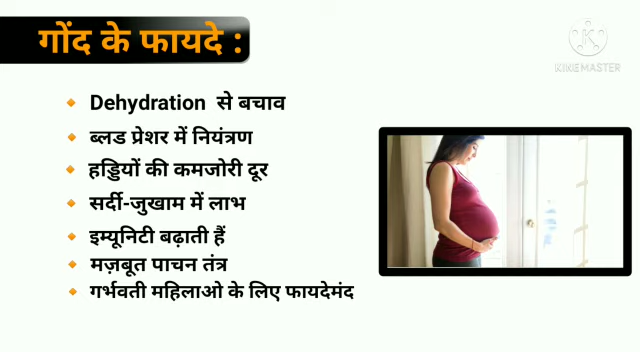 गोंद के फायदे :
KINEMASTER
Dehydration से बचाव
ब्लड प्रेशर में नियंत्रण
हड्डियों की कमजोरी दूर
सर्दी-जुखाम में लाभ
इम्यूनिटी बढ़ाती हैं
मज़बूत पाचन तंत्र
गर्भवती महिलाओ के लिए फायदेमंद